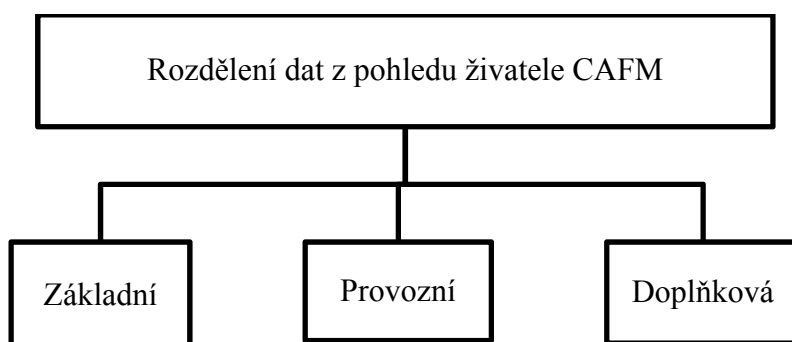 Rozdělení dat z pohledu živatele CAFM
Základní
Provozní
Doplňková